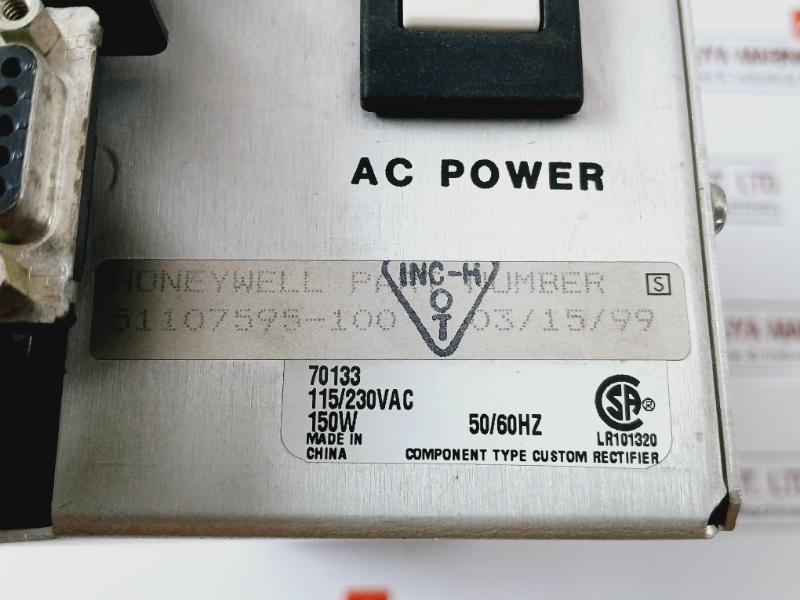 AC POWER
HONEYWELL PA NUMBER
51107595-100 03/15/99
INC-H
O
T
S
70133
115/230VAC
150W 50/60HZ
MADE IN
CHINA
CSA ®
LR101320
COMPONENT TYPE CUSTOM RECTIFIER